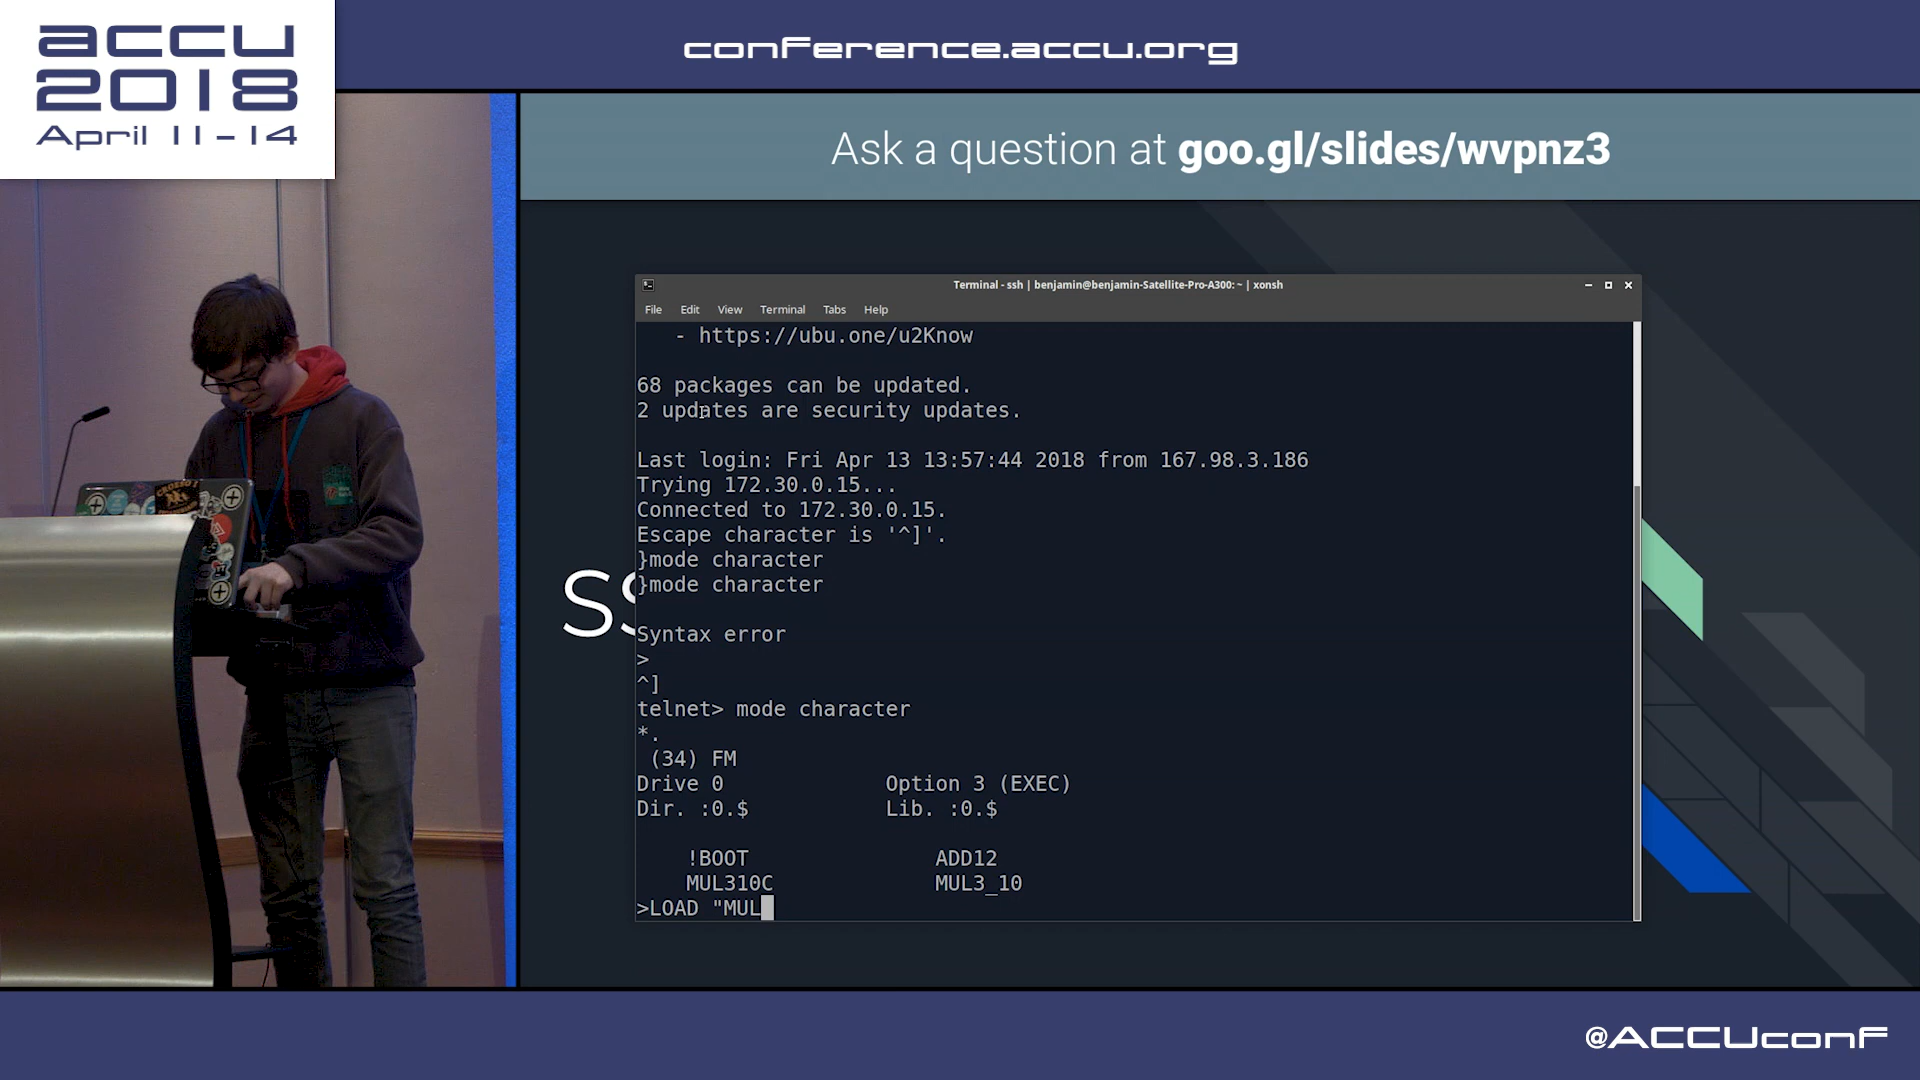 accu
2018
April 11-14
conference.accu.org
Ask a question at goo.gl/slides/wvpnz3
Terminal - ssh | benjamin@benjamin-Satellite-Pro-A300: ~ | xonsh
File Edit View Terminal Tabs Help
- https://ubu.one/u2Know
68 packages can be updated.
2 updates are security updates.
Last login: Fri Apr 13 13:57:44 2018 from 167.98.3.186
Trying 172.30.0.15...
Connected to 172.30.0.15.
Escape character is '^]'.
}mode character
}mode character
Syntax error
>
^]
telnet> mode character
*.
(34) FM
Drive 0 Option 3 (EXEC)
Dir. :0.$ Lib. :0.$
!BOOT ADD12
MUL310C MUL3_10
>LOAD "MUL
@ACCUconf